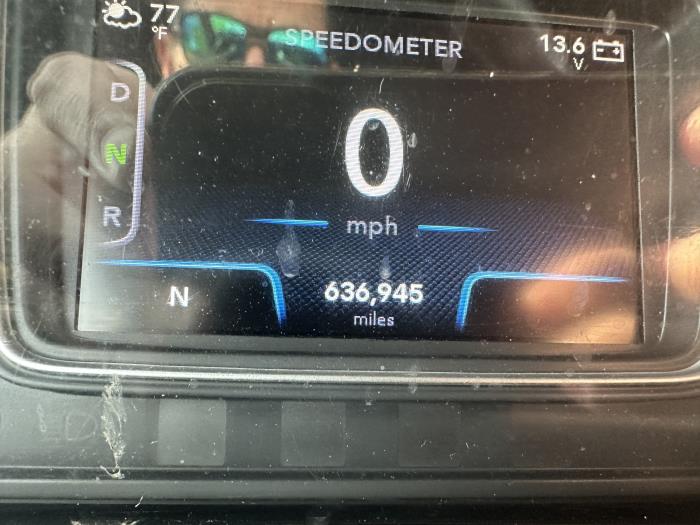 77
°F
SPEEDOMETER
13.6
V
D
N
R
0
mph
N
636,945
miles